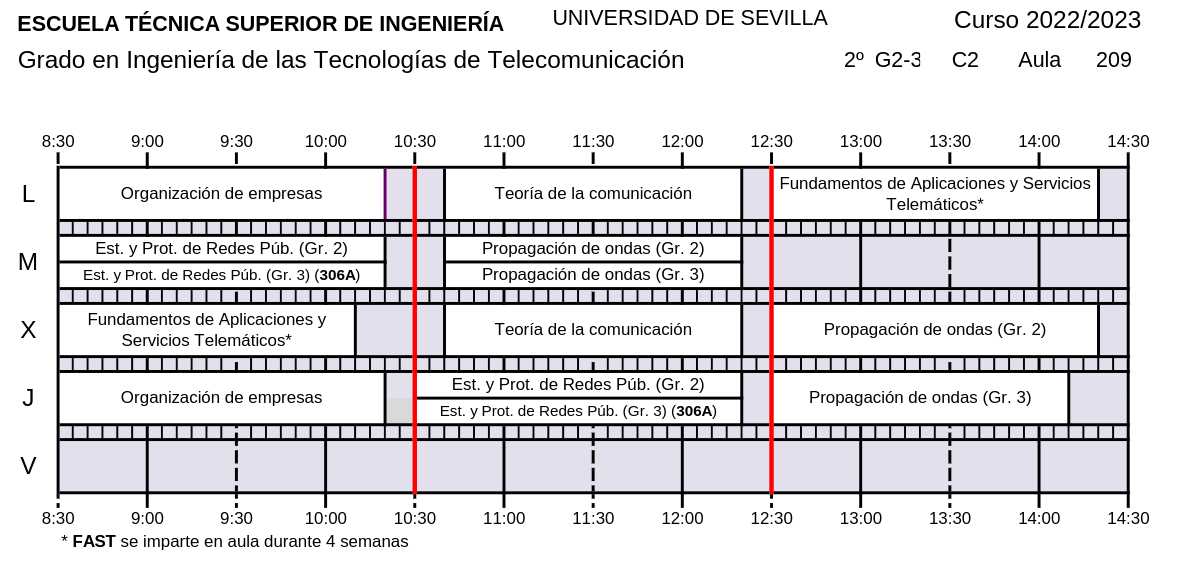 ESCUELA TÉCNICA SUPERIOR DE INGENIERÍA UNIVERSIDAD DE SEVILLA Curso 2022/2023
Grado en Ingeniería de las Tecnologías de Telecomunicación 2º G2-3 C2 Aula 209
8:30 9:00 9:30 10:00 10:30 11:00 11:30 12:00 12:30 13:00 13:30 14:00 14:30
L
Organización de empresas
Teoría de la comunicación
Fundamentos de Aplicaciones y Servicios
Telemáticos*
M
Est. y Prot. de Redes Púb. (Gr. 2)
Est. y Prot. de Redes Púb. (Gr. 3) (306A)
Propagación de ondas (Gr. 2)
Propagación de ondas (Gr. 3)
X
Fundamentos de Aplicaciones y
Servicios Telemáticos*
Teoría de la comunicación
Propagación de ondas (Gr. 2)
J
Organización de empresas
Est. y Prot. de Redes Púb. (Gr. 2)
Est. y Prot. de Redes Púb. (Gr. 3) (306A)
Propagación de ondas (Gr. 3)
V
8:30 9:00 9:30 10:00 10:30 11:00 11:30 12:00 12:30 13:00 13:30 14:00 14:30
* FAST se imparte en aula durante 4 semanas